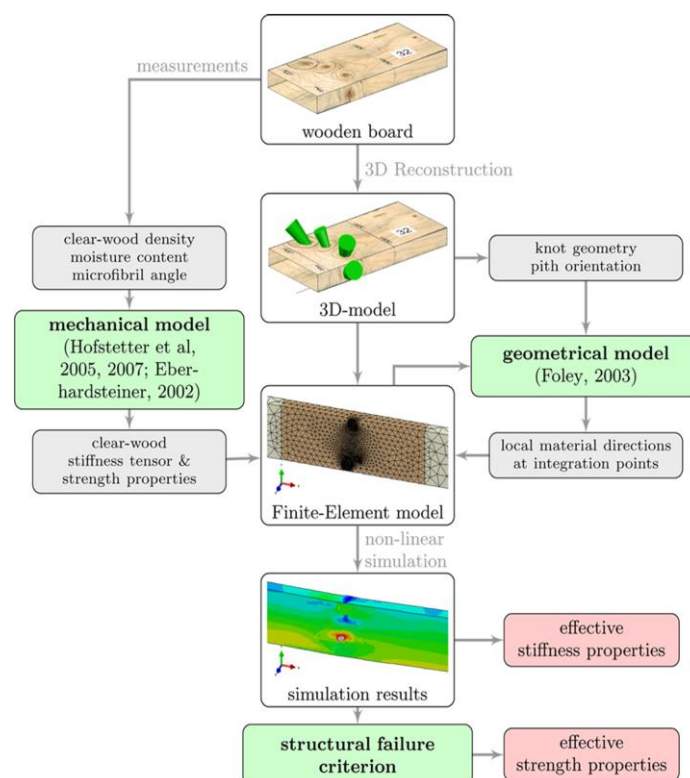 32
measurements
wooden board
3D Reconstruction
clear-wood density
moisture content
microfibril angle
32
knot geometry
pith orientation
3D-model
mechanical model
(Hofstetter et al,
2005, 2007; Eber-
hardsteiner, 2002)
geometrical model
(Foley, 2003)
clear-wood
stiffness tensor &
strength properties
local material directions
at integration points
Finite-Element model
non-linear
simulation
effective
stiffness properties
simulation results
structural failure
criterion
effective
strength properties